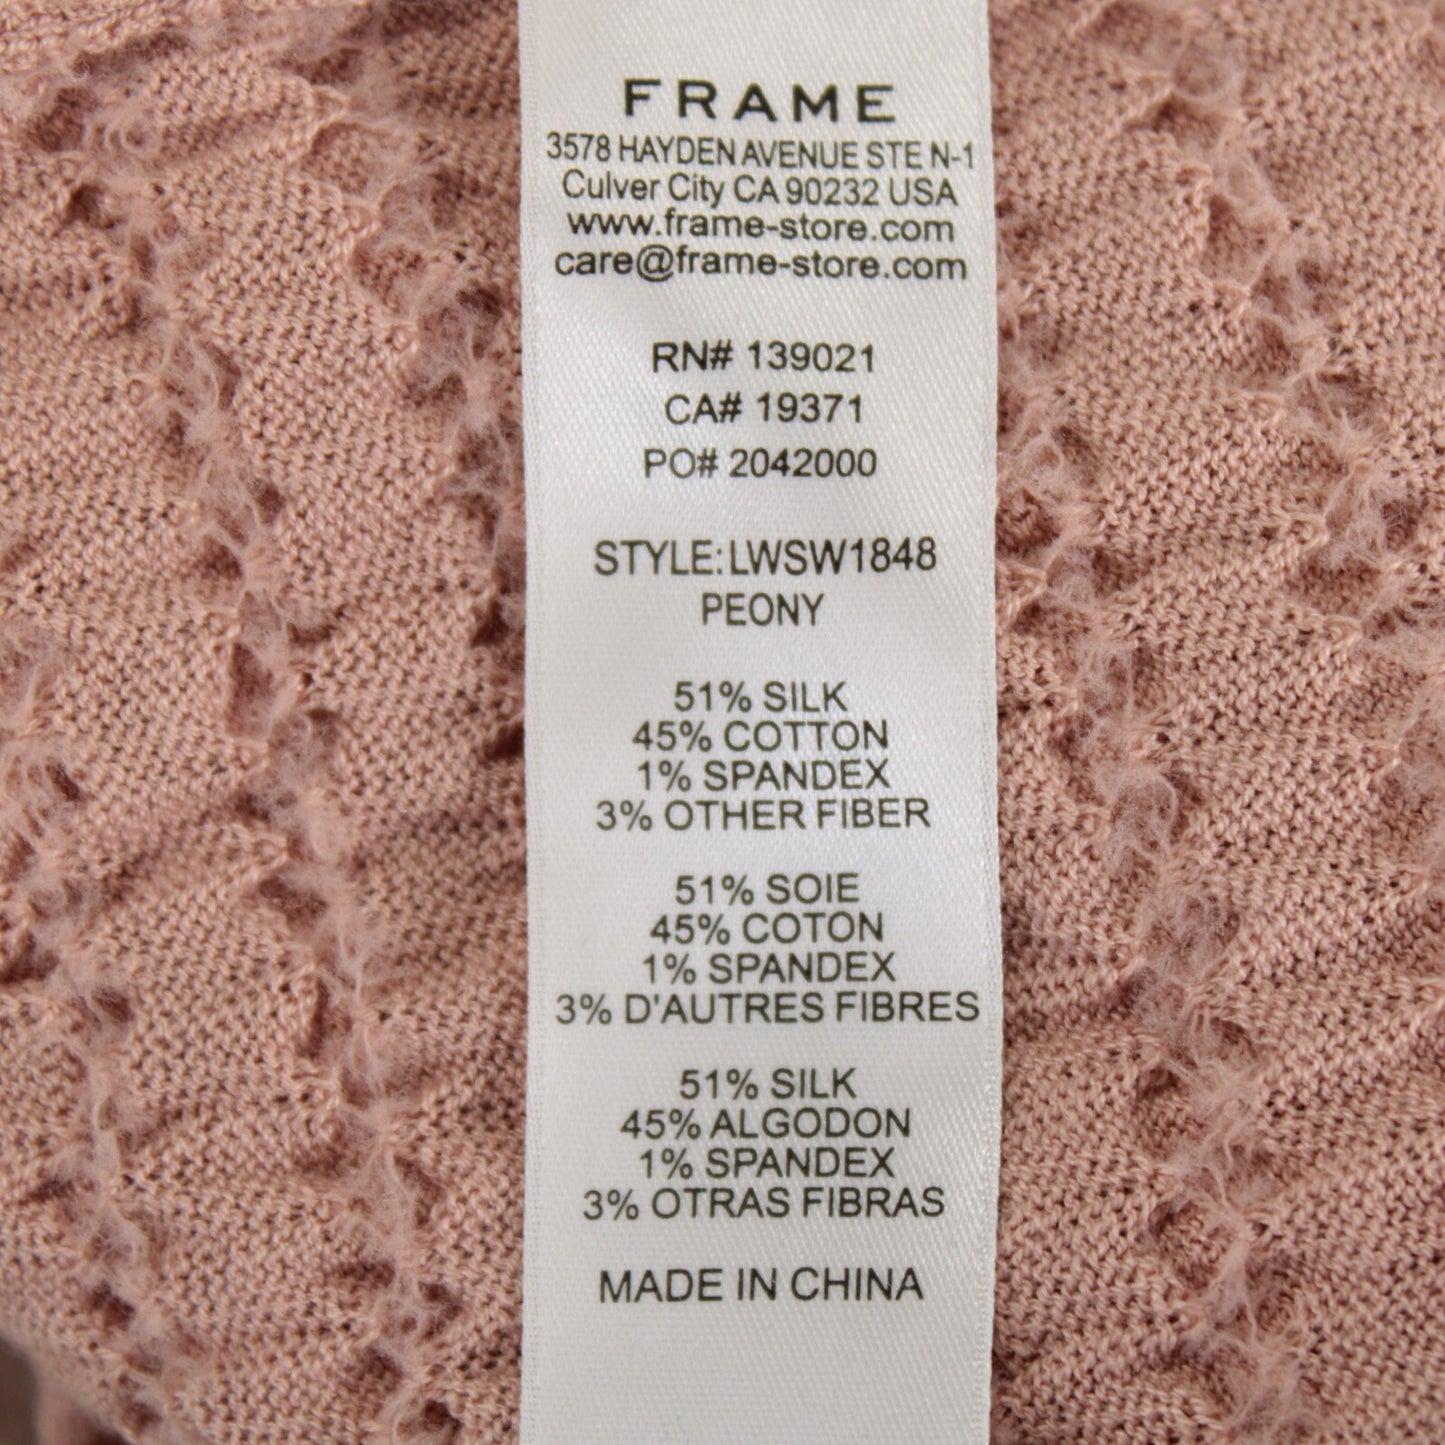 FRAME
3578 HAYDEN AVENUE STE N-1
Culver City CA 90232 USA
www.frame-store.com
care@frame-store.com
RN# 139021
CA# 19371
PO# 2042000
STYLE: LWSW1848
PEONY
51% SILK
45% COTTON
1% SPANDEX
3% OTHER FIBER
51% SOIE
45% COTON
1% SPANDEX
3% D'AUTRES FIBRES
51% SILK
45% ALGODON
1% SPANDEX
3% OTRAS FIBRAS
MADE IN CHINA